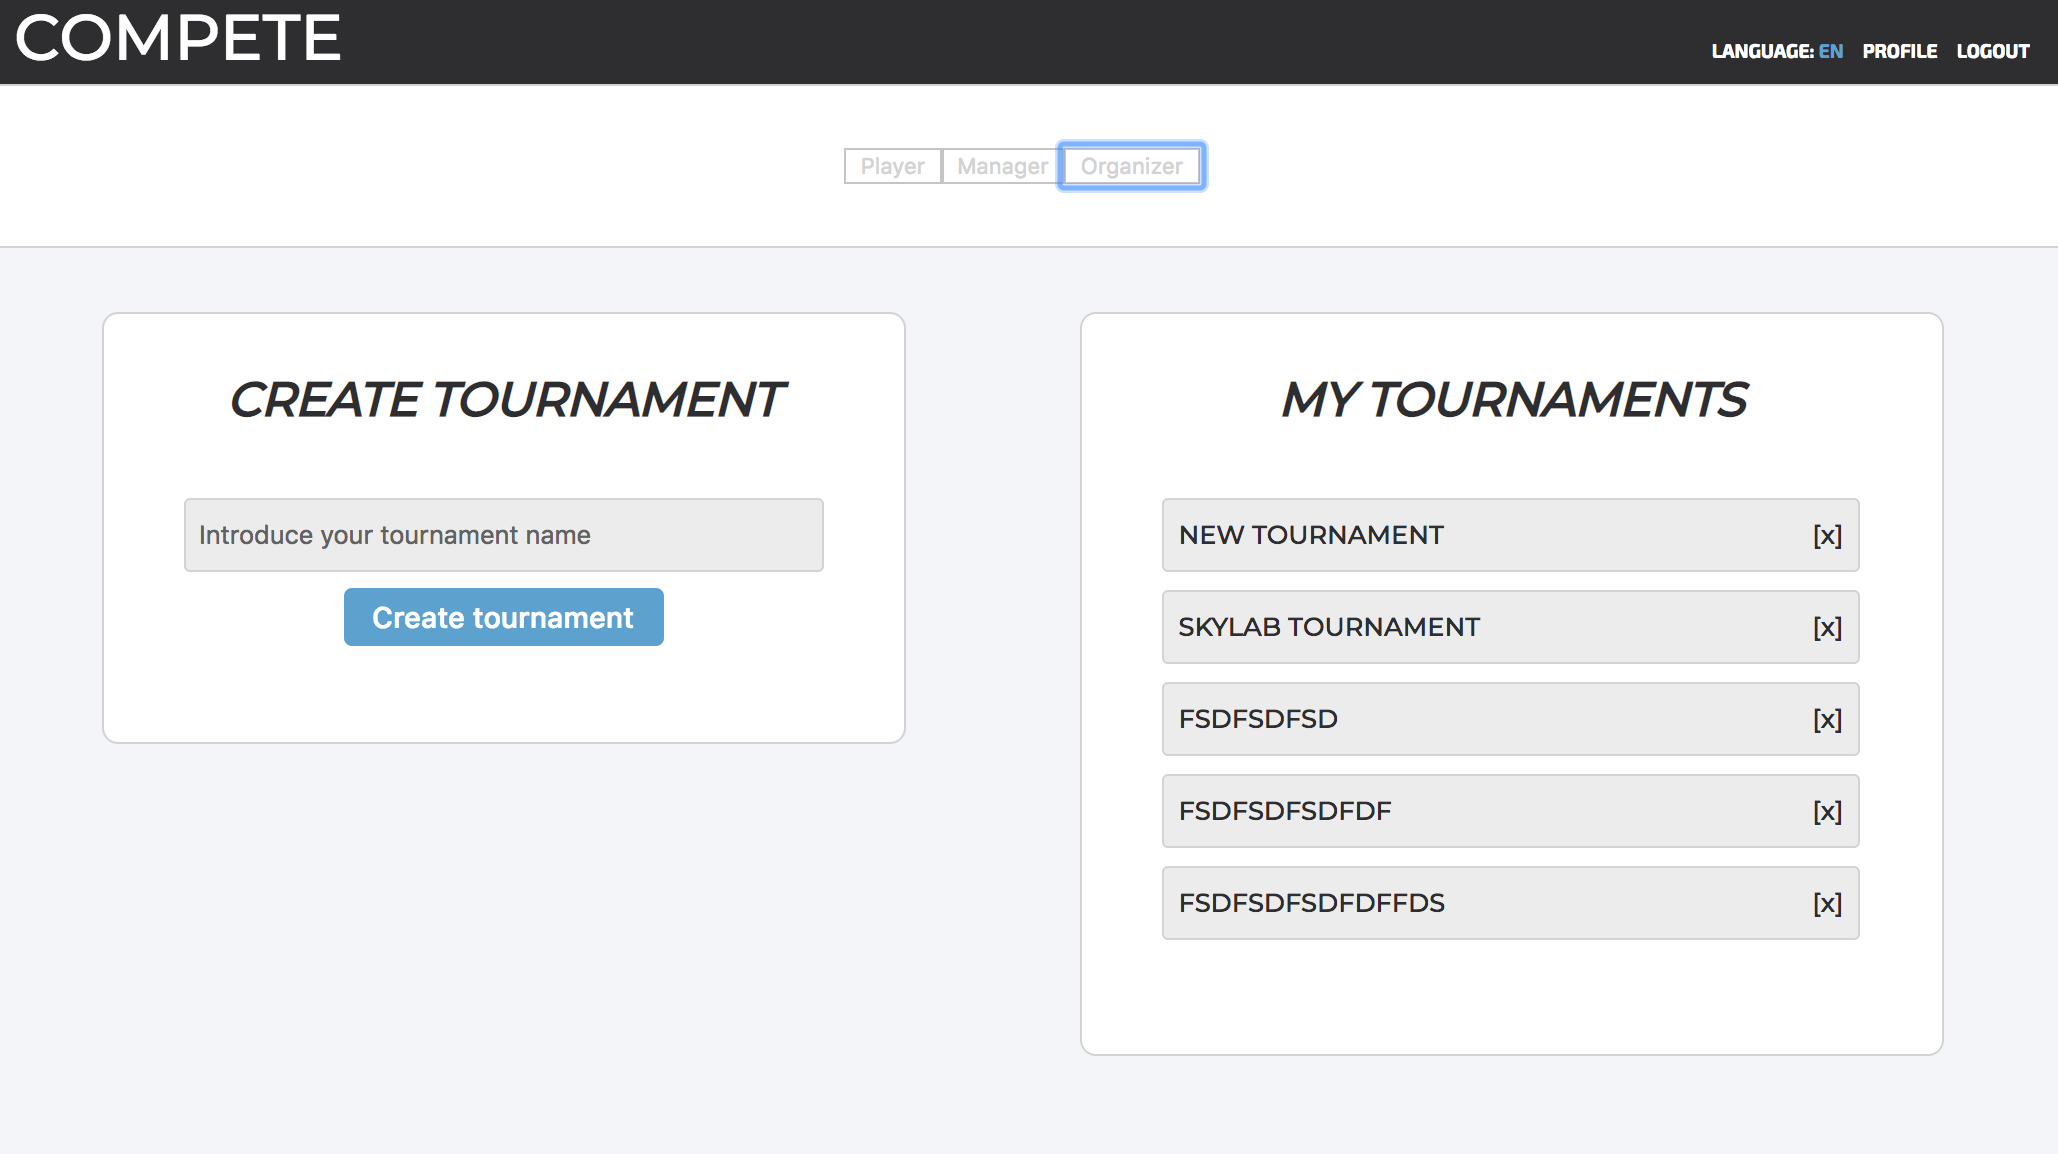 COMPETE
LANGUAGE: EN PROFILE LOGOUT
Player Manager Organizer
CREATE TOURNAMENT
Introduce your tournament name
Create tournament
MY TOURNAMENTS
NEW TOURNAMENT [x]
SKYLAB TOURNAMENT [x]
FSDFSDFSD [x]
FSDFSDFSDFDF [x]
FSDFSDFSDFDFFDS [x]